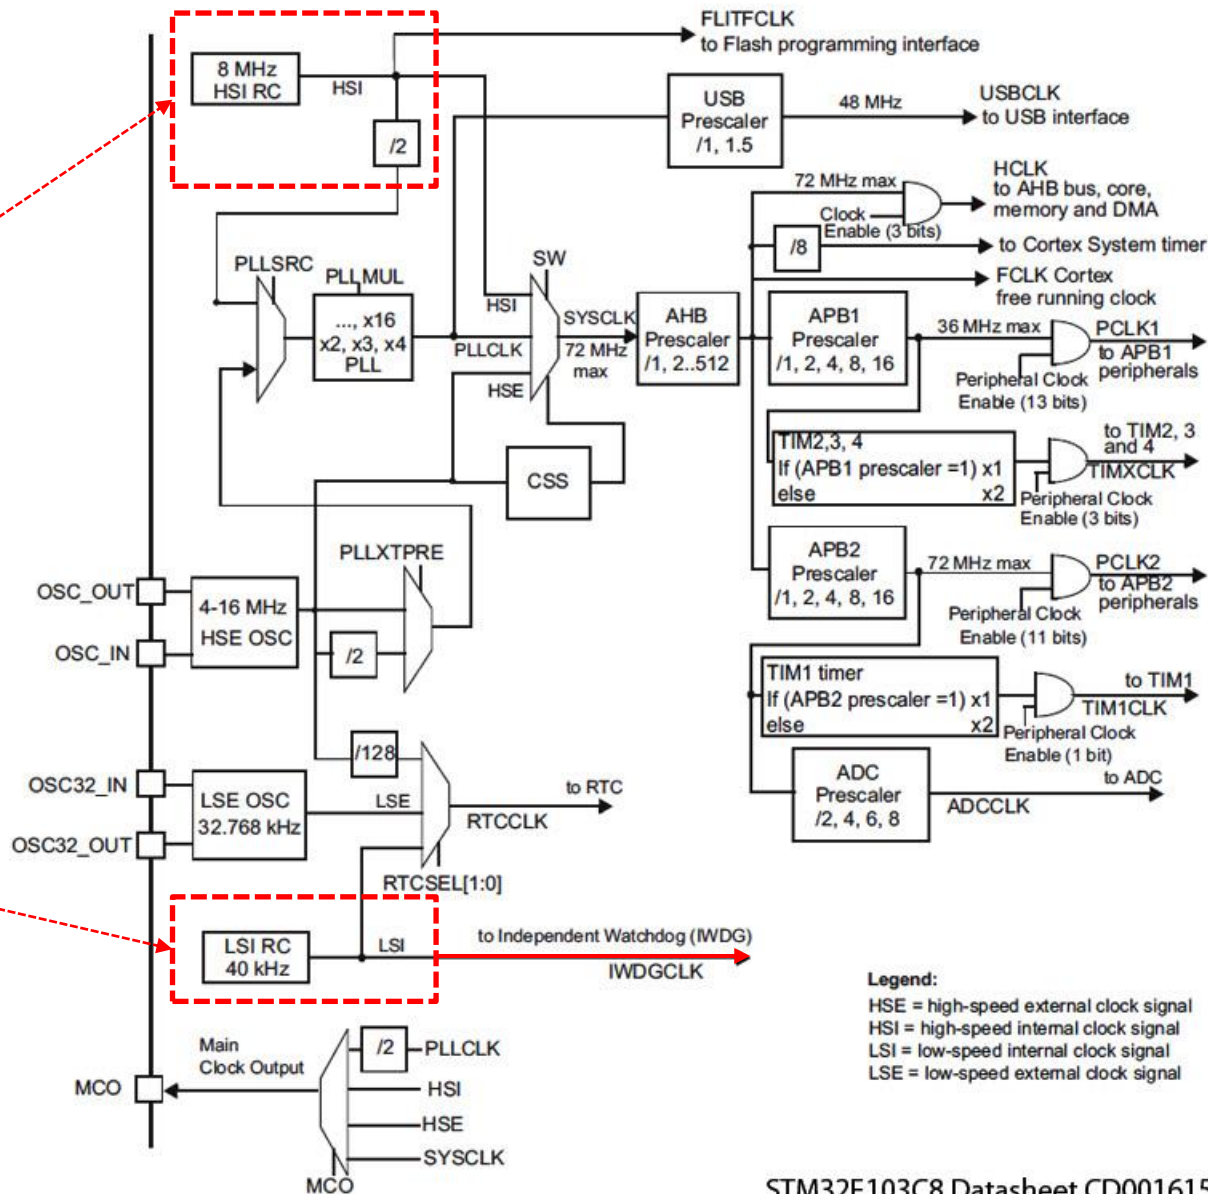 FLITFCLK
to Flash programming interface
8 MHz
HSI RC
HSI
/2
USB
Prescaler
/1, 1.5
48 MHz
USBCLK
to USB interface
72 MHz max
Clock
Enable (3 bits)
HCLK
to AHB bus, core,
memory and DMA
/8
to Cortex System timer
FCLK Cortex
free running clock
PLLSRC
PLLMUL
..., x16
x2, x3, x4
PLL
SW
HSI
PLLCLK
HSE
SYSCLK
72 MHz
max
AHB
Prescaler
/1, 2..512
APB1
Prescaler
/1, 2, 4, 8, 16
36 MHz max
PCLK1
to APB1
peripherals
Peripheral Clock
Enable (13 bits)
TIM2,3, 4
If (APB1 prescaler =1) x1
else x2
to TIM2, 3
and 4
TIMXCLK
Peripheral Clock
Enable (3 bits)
CSS
APB2
Prescaler
/1, 2, 4, 8, 16
72 MHz max
PCLK2
to APB2
peripherals
Peripheral Clock
Enable (11 bits)
PLLXTPRE
OSC_OUT
OSC_IN
4-16 MHz
HSE OSC
/2
TIM1 timer
If (APB2 prescaler =1) x1
else x2
to TIM1
TIM1CLK
Peripheral Clock
Enable (1 bit)
/128
OSC32_IN
OSC32_OUT
LSE OSC
32.768 kHz
LSE
to RTC
RTCCLK
RTCSEL[1:0]
ADC
Prescaler
/2, 4, 6, 8
to ADC
ADCCLK
LSI RC
40 kHz
LSI
to Independent Watchdog (IWDG)
IWDGCLK
Legend:
HSE = high-speed external clock signal
HSI = high-speed internal clock signal
LSI = low-speed internal clock signal
LSE = low-speed external clock signal
Main
Clock Output
MCO
/2
PLLCLK
HSI
HSE
SYSCLK
MCO
STM32F103C8 Datasheet CD001615